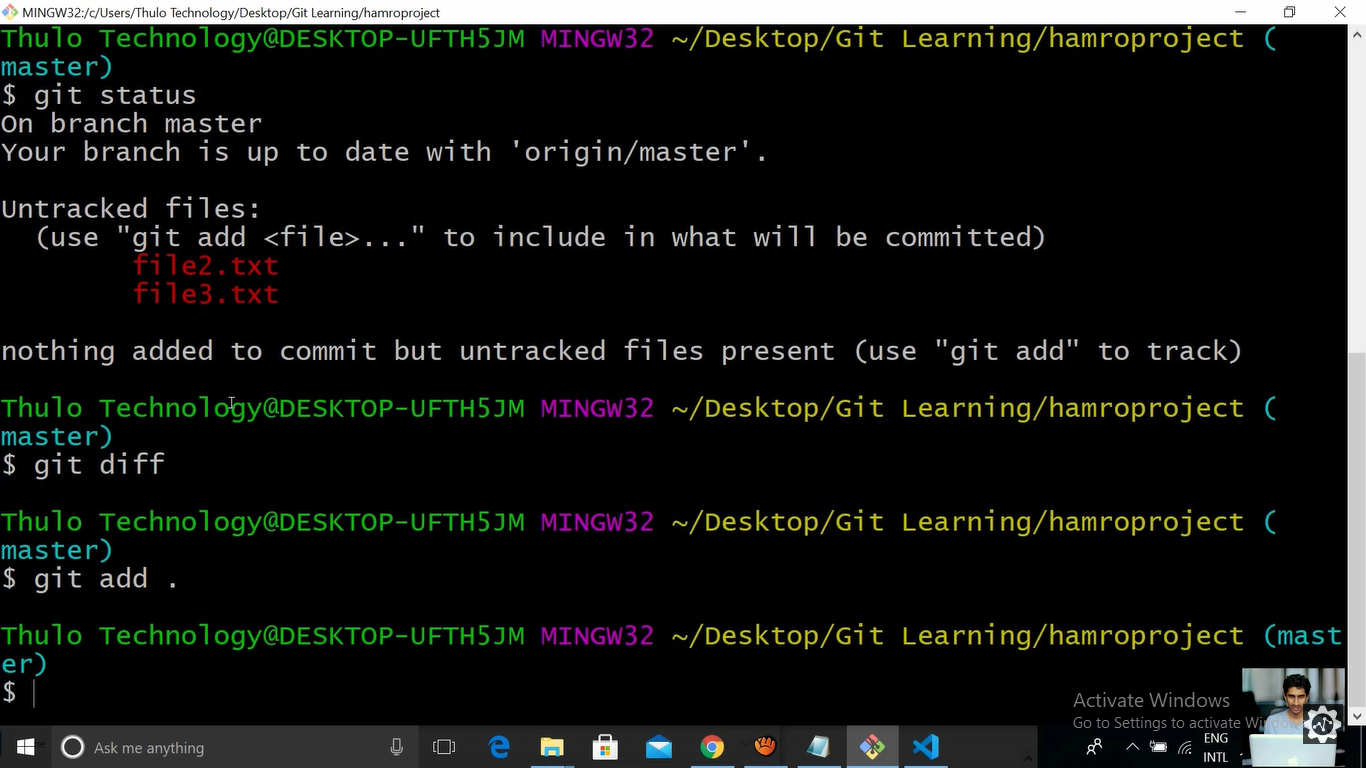 MINGW32:/c/Users/Thulo Technology/Desktop/Git Learning/hamroproject
Thulo Technology@DESKTOP-UFTH5JM MINGW32 ~/Desktop/Git Learning/hamroproject (
master)
$ git status
On branch master
Your branch is up to date with 'origin/master'.
Untracked files:
(use "git add <file>..." to include in what will be committed)
file2.txt
file3.txt
nothing added to commit but untracked files present (use "git add" to track)
Thulo Technology@DESKTOP-UFTH5JM MINGW32 ~/Desktop/Git Learning/hamroproject (
master)
$ git diff
Thulo Technology@DESKTOP-UFTH5JM MINGW32 ~/Desktop/Git Learning/hamroproject (
master)
$ git add .
Thulo Technology@DESKTOP-UFTH5JM MINGW32 ~/Desktop/Git Learning/hamroproject (mast
er)
$
Activate Windows
Go to Settings to activate
Ask me anything
ENG
INTL